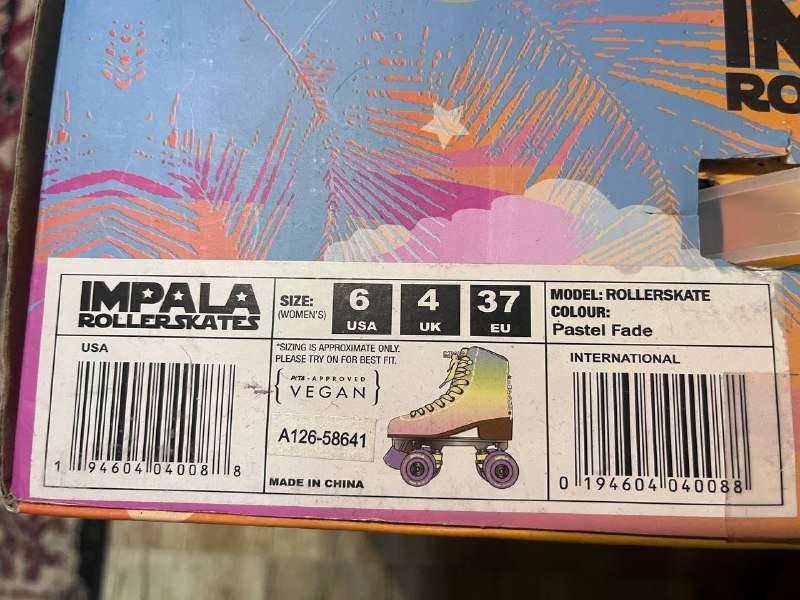 IMPALA
ROLLERSKATES
SIZE:
(WOMEN'S)
6
USA
4
UK
37
EU
MODEL: ROLLERSKATE
COLOUR:
Pastel Fade
USA
1 94604 04008 8
*SIZING IS APPROXIMATE ONLY.
PLEASE TRY ON FOR BEST FIT.
PETA - APPROVED
VEGAN
A126-58641
MADE IN CHINA
INTERNATIONAL
0 194604 040088